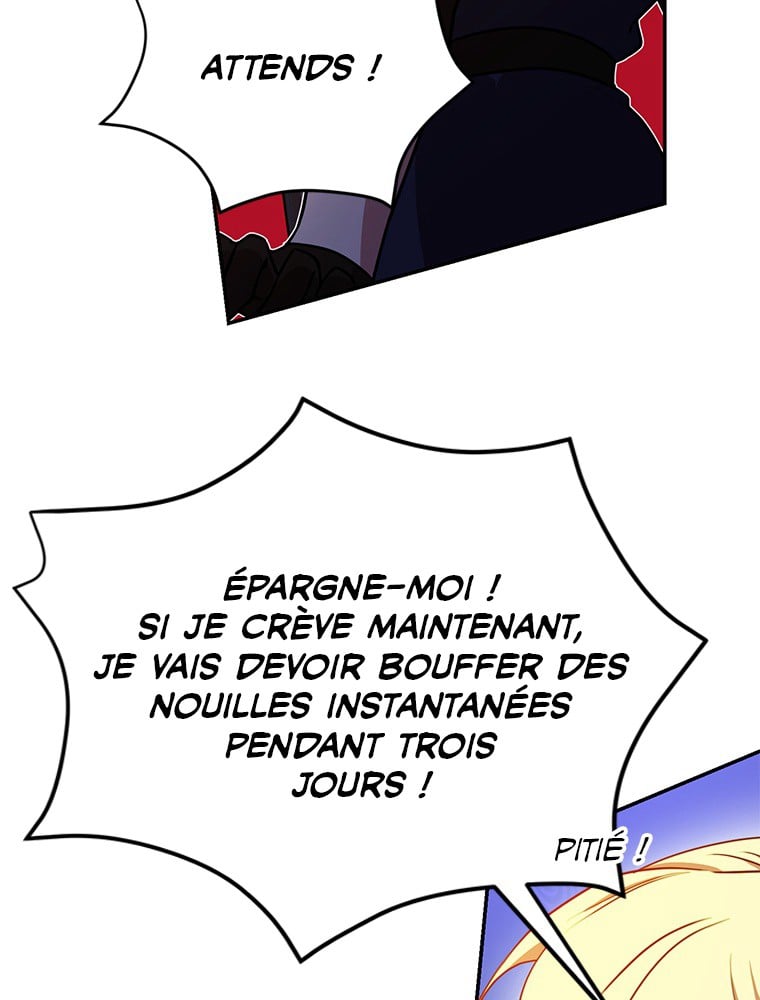 ATTENDS !
ÉPARGNE-MOI !
SI JE CRÈVE MAINTENANT,
JE VAIS DEVOIR BOUFFER DES
NOUILLES INSTANTANÉES
PENDANT TROIS
JOURS !
PITIÉ !